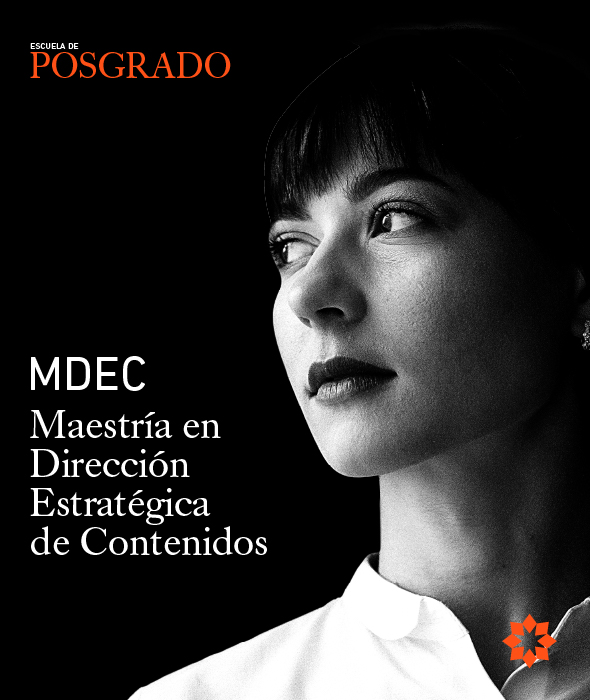 ESCUELA DE
POSGRADO
MDEC
Maestría en
Dirección
Estratégica
de Contenidos